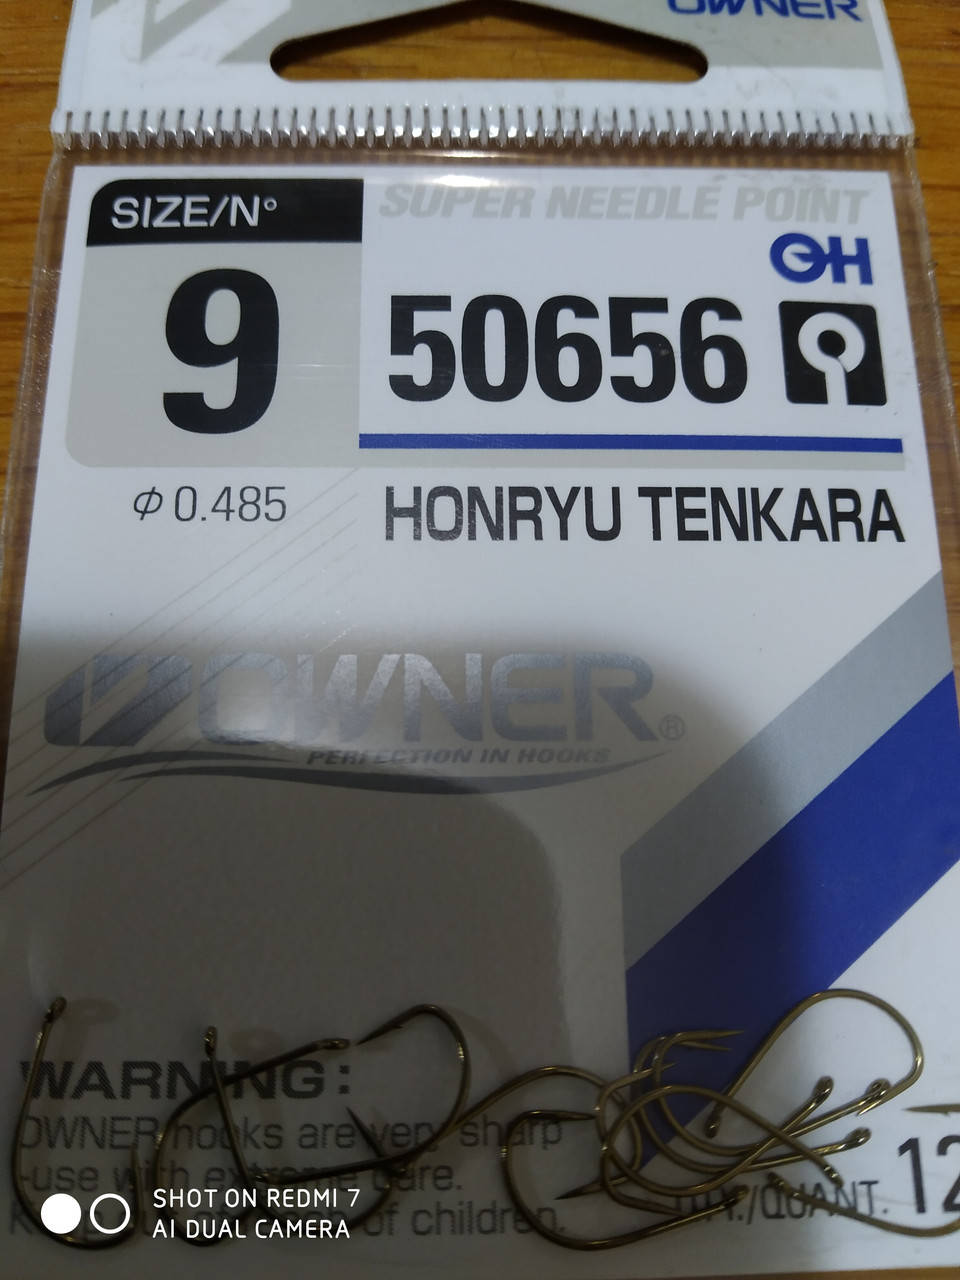 OWNER
SIZE/N°
SUPER NEEDLE POINT
9
50656
φ 0.485
HONRYU TENKARA
OWNER®
PERFECTION IN HOOKS
WARNING:
OWNER hooks are very sharp
-use with extreme care.
of children.
QTY./QUANT. 12
SHOT ON REDMI 7
AI DUAL CAMERA